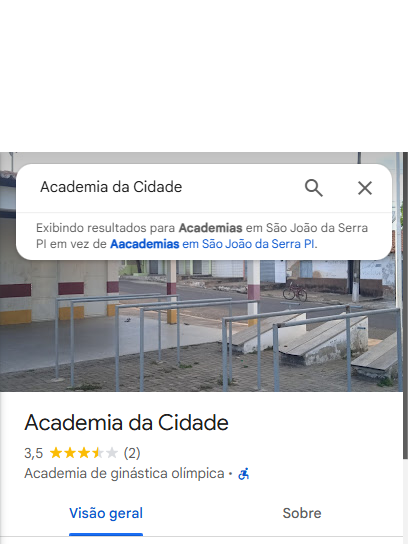 Academia da Cidade
Exibindo resultados para Academias em São João da Serra
PI em vez de Aacademias em São João da Serra PI.
Academia da Cidade
3,5 (2)
Academia de ginástica olímpica ·
Visão geral Sobre